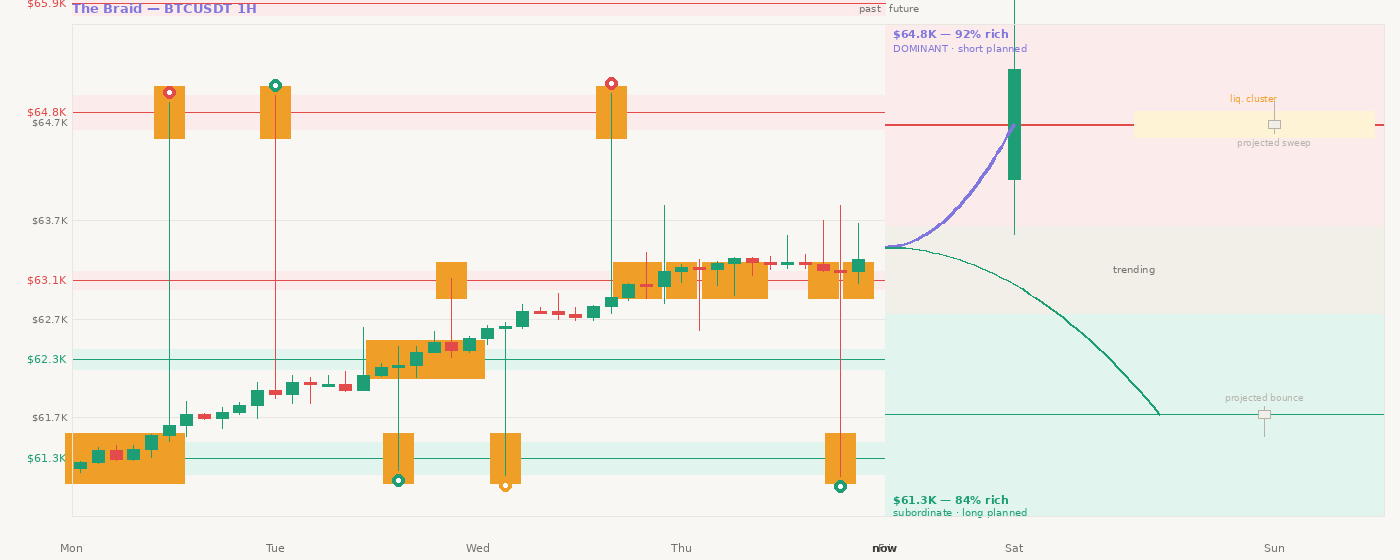 $65.9K
The Braid — BTCUSDT 1H
past
future
$64.8K — 92% rich
DOMINANT · short planned
liq. cluster
$64.8K
$64.7K
projected sweep
$63.7K
trending
$63.1K
$62.7K
$62.3K
projected bounce
$61.7K
$61.3K
$61.3K — 84% rich
subordinate · long planned
Mon
Tue
Wed
Thu
now
Sat
Sun